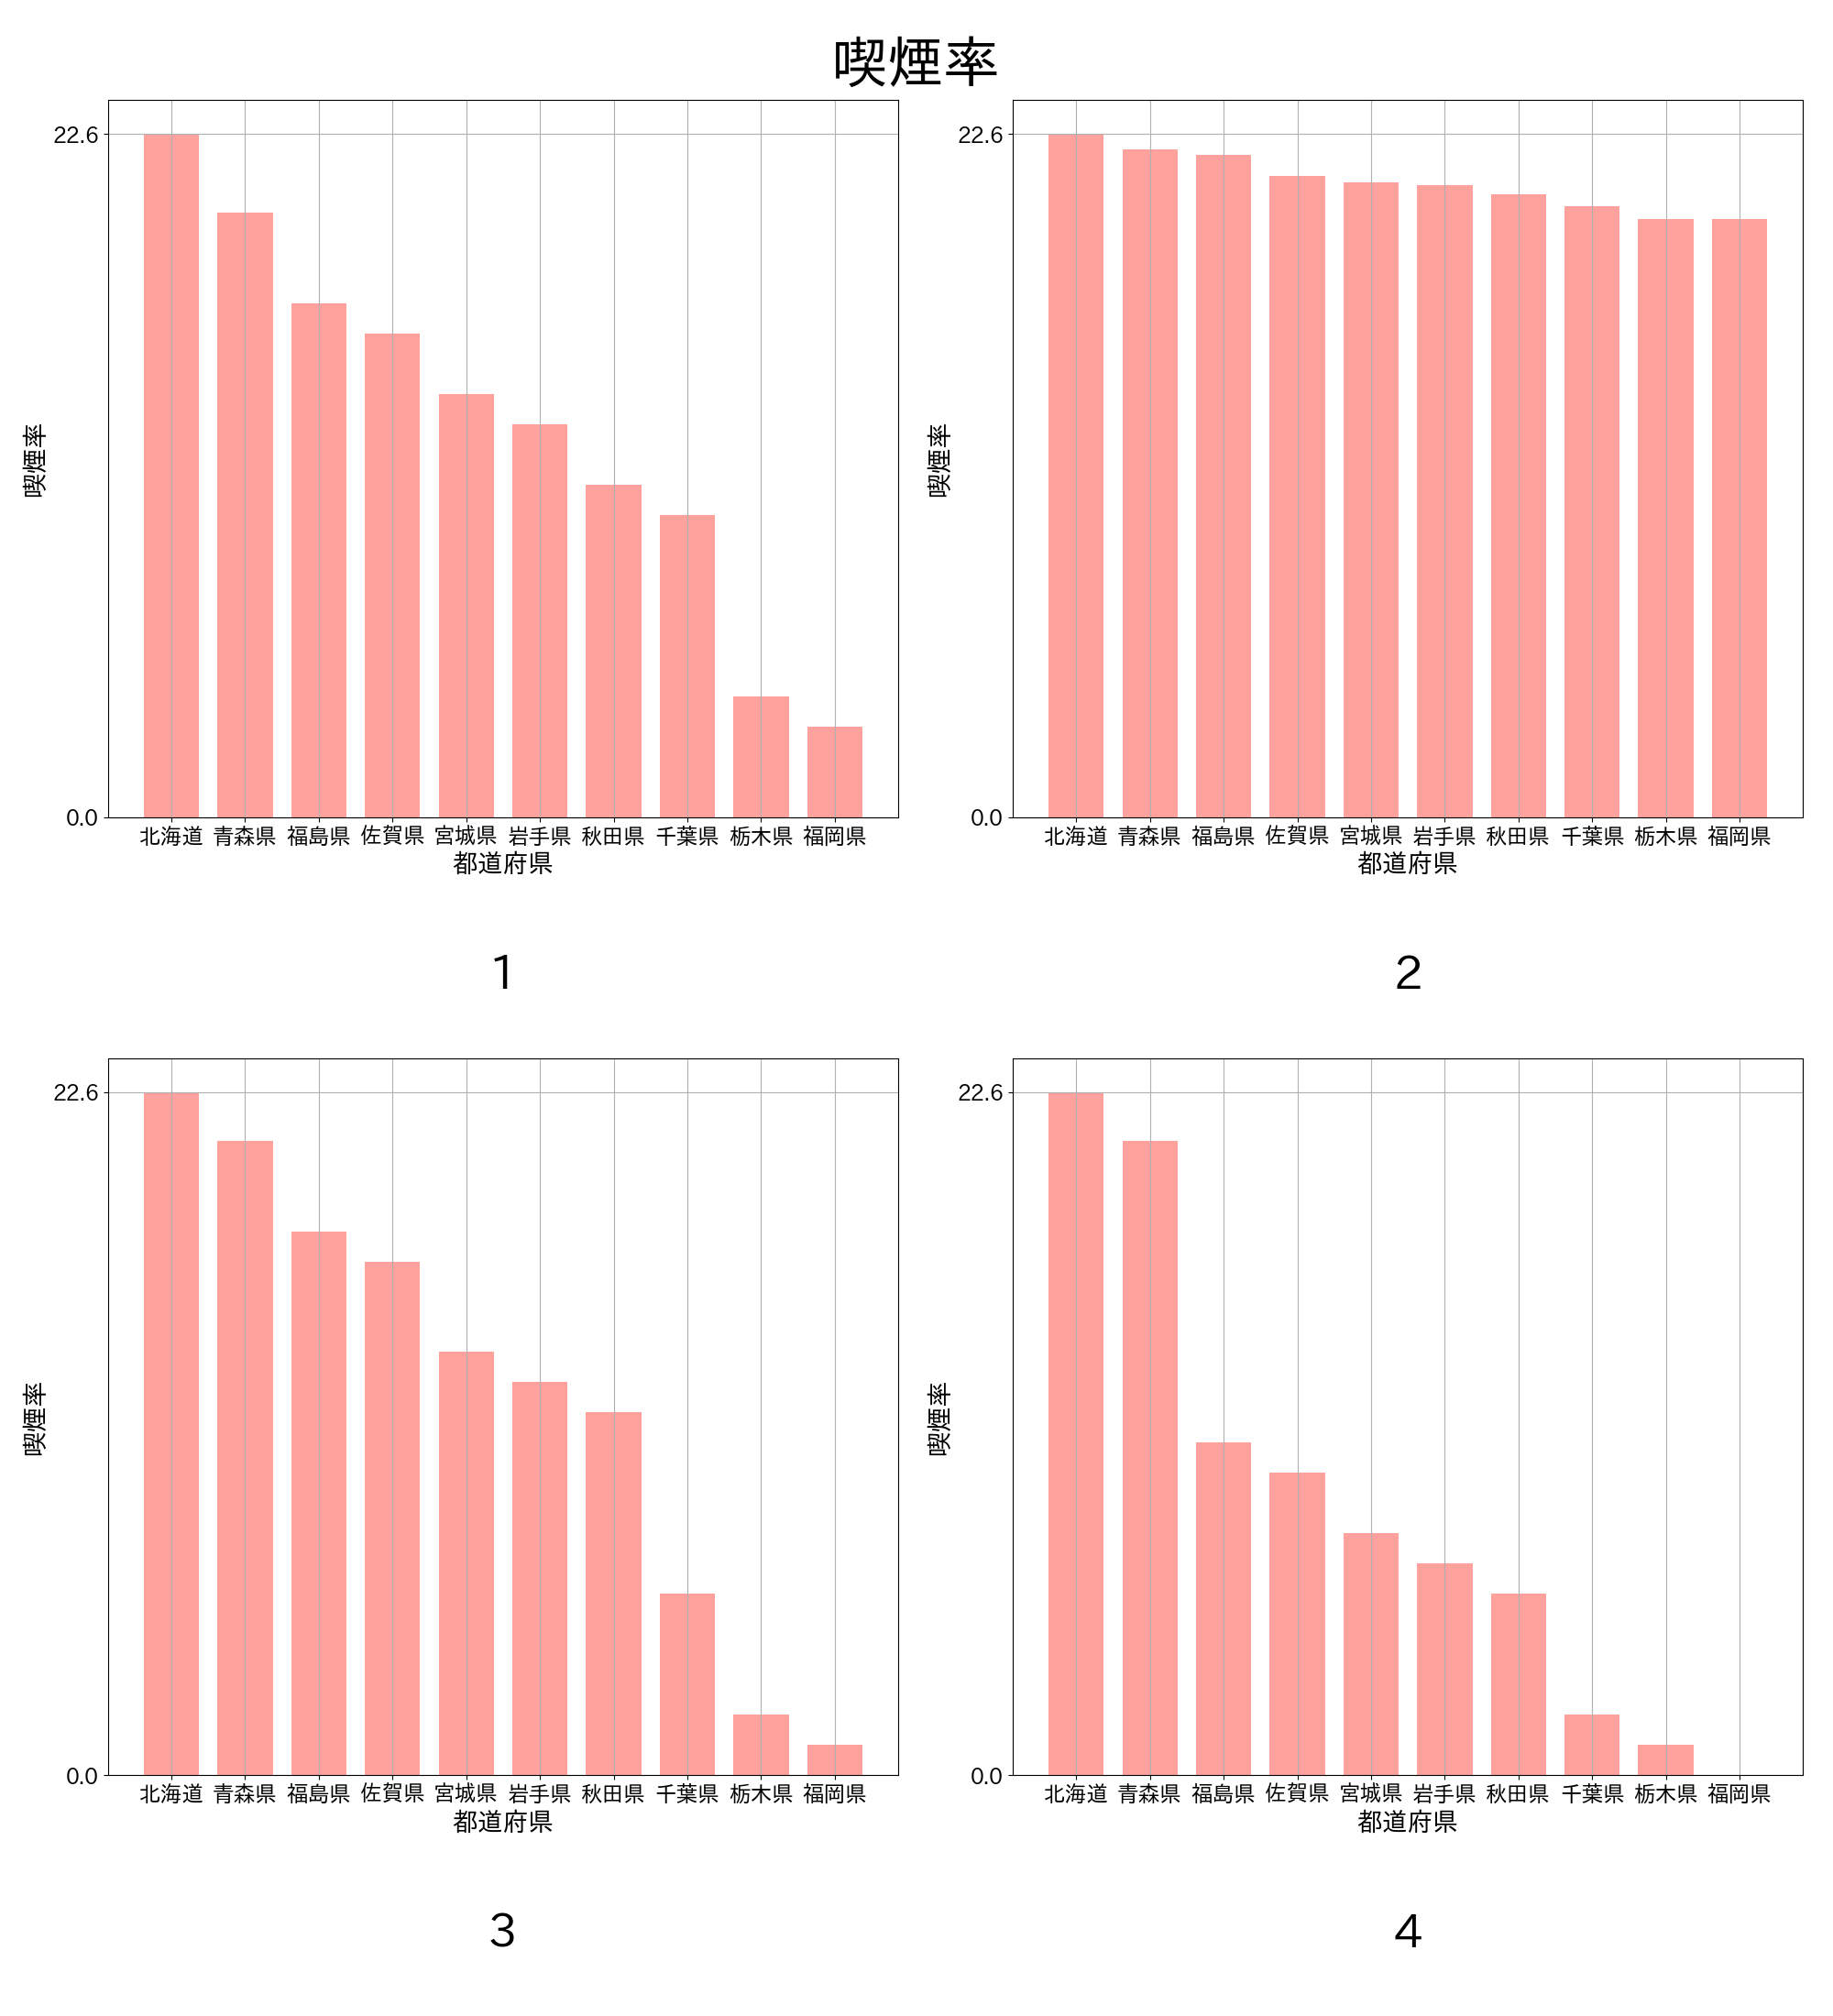 喫煙率
22.6
0.0
喫煙率
北海道 青森県 福島県 佐賀県 宮城県 岩手県 秋田県 千葉県 栃木県 福岡県
都道府県
1
22.6
0.0
喫煙率
北海道 青森県 福島県 佐賀県 宮城県 岩手県 秋田県 千葉県 栃木県 福岡県
都道府県
2
22.6
0.0
喫煙率
北海道 青森県 福島県 佐賀県 宮城県 岩手県 秋田県 千葉県 栃木県 福岡県
都道府県
3
22.6
0.0
喫煙率
北海道 青森県 福島県 佐賀県 宮城県 岩手県 秋田県 千葉県 栃木県 福岡県
都道府県
4